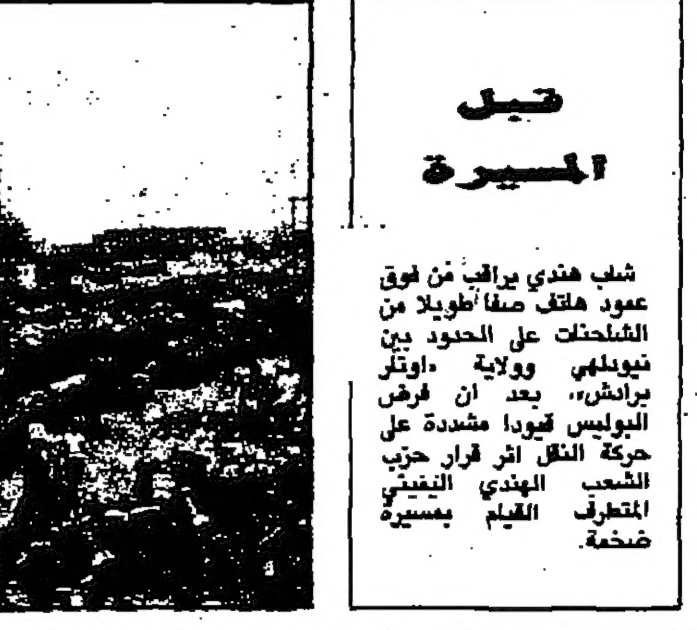 قبل
المسيرة
شاب هندي يراقب من فوق
عمود هاتف صفا طويلا من
الشاحنات على الحدود بين
نيودلهي وولاية «اوتار
برادش»، بعد ان فرض
البوليس قيودا مشددة على
حركة النقل اثر قرار حزب
الشعب الهندي اليميني
المتطرف القيام بمسيرة
ضخمة.